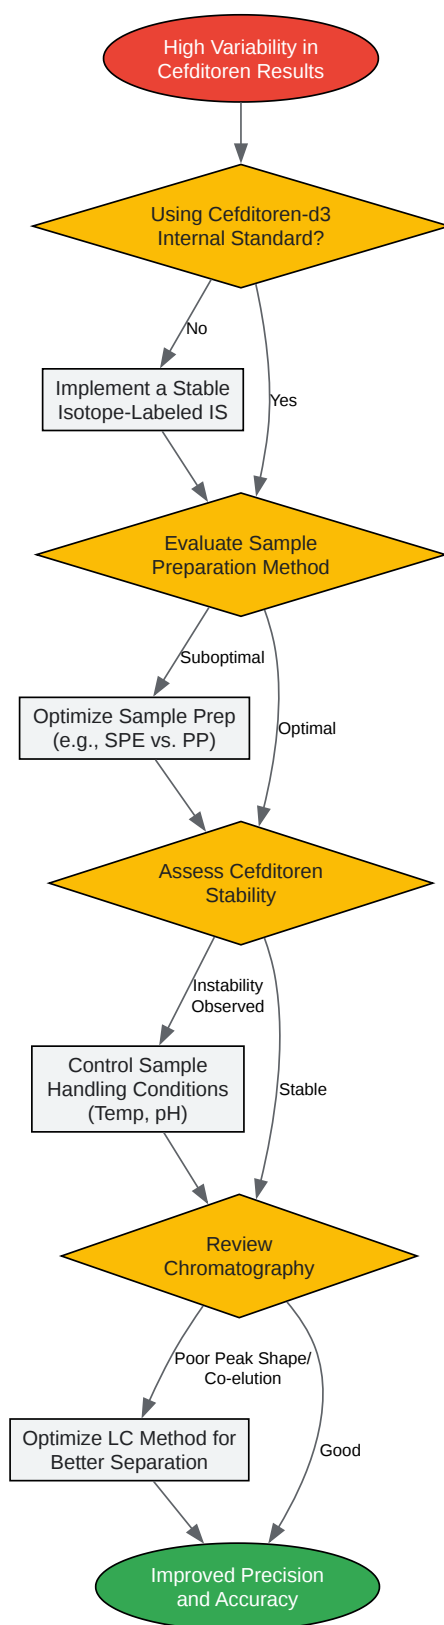 High Variability in
Cefditoren Results
Using Cefditoren-d3
Internal Standard?
No
Implement a Stable
Isotope-Labeled IS
Yes
Evaluate Sample
Preparation Method
Suboptimal
Optimize Sample Prep
(e.g., SPE vs. PP)
Optimal
Assess Cefditoren
Stability
Instability
Observed
Control Sample
Handling Conditions
(Temp, pH)
Stable
Review
Chromatography
Poor Peak Shape/
Co-elution
Optimize LC Method for
Better Separation
Good
Improved Precision
and Accuracy